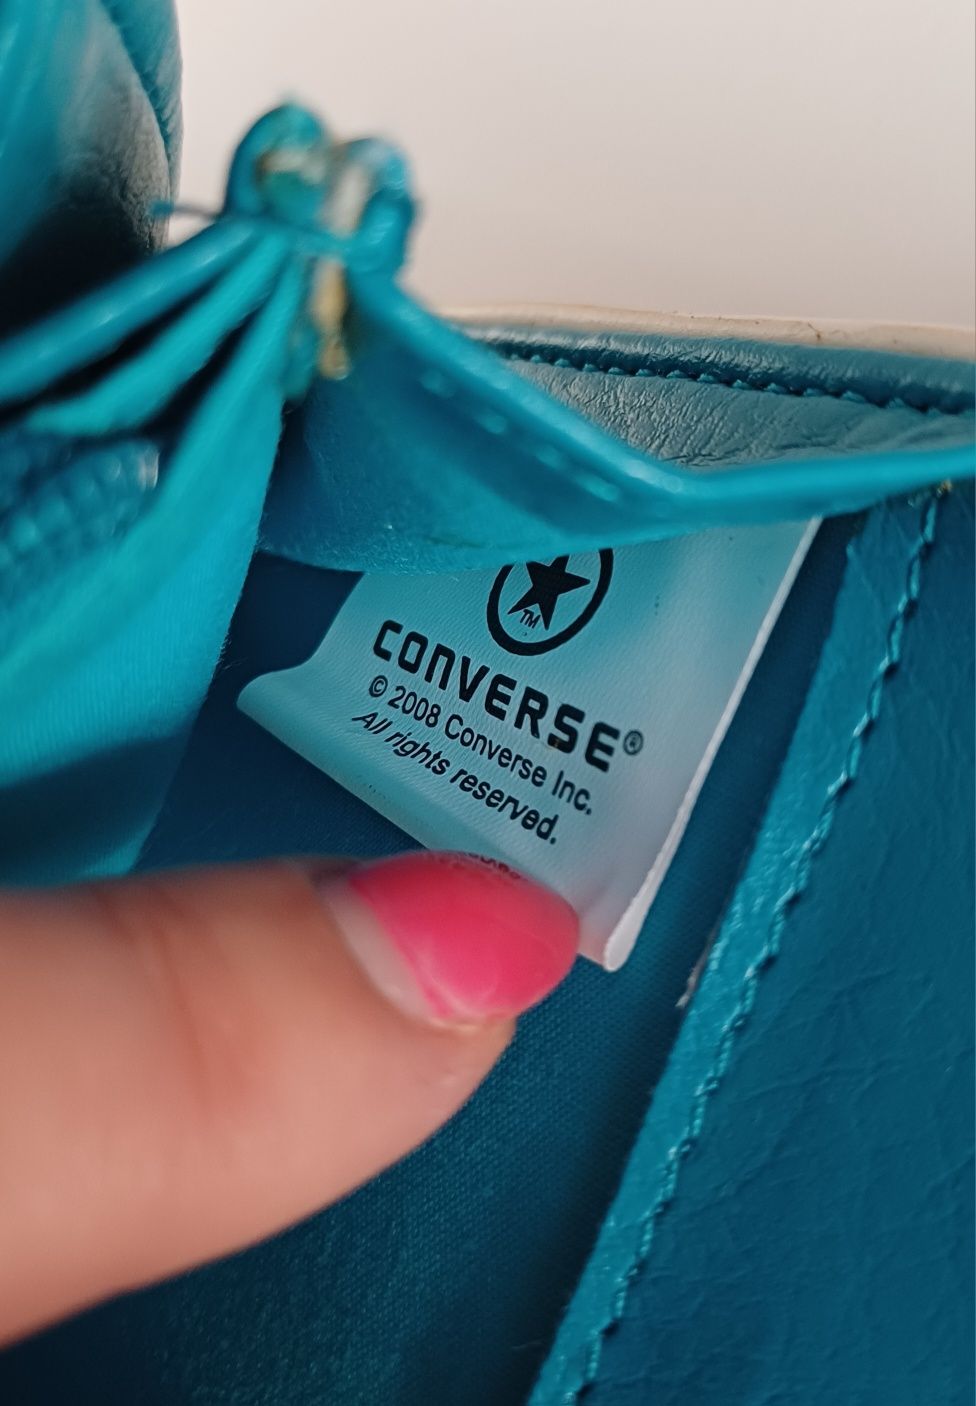 TM
CONVERSE®
© 2008 Converse Inc.
All rights reserved.